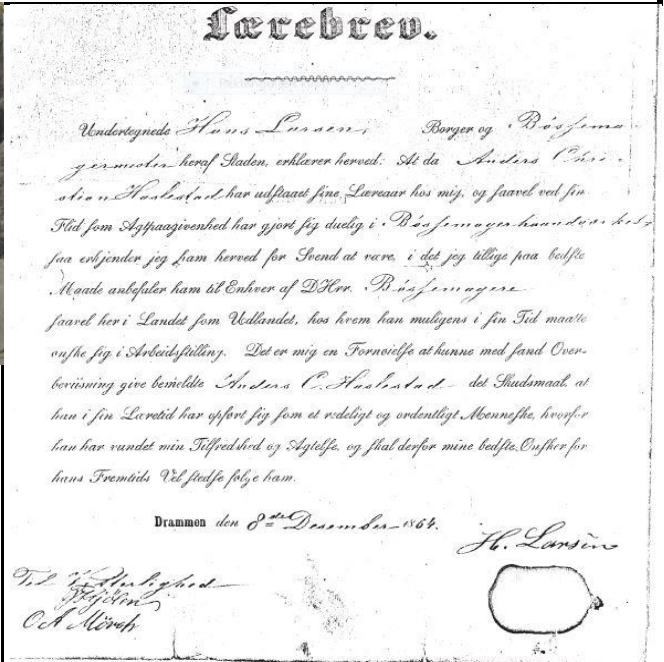 Lærebrev.
Undertegnede Hans Larsen, Borger og Bøssema-
germester heraf Staden, erklærer herved: At da Anders Chri-
stian Haslestad har udstaaet sine Læreaar hos mig, og saavel ved sin
Flid som Agtpaagivenhed har gjort sig duelig i Bøssemagerhaandværket,
saa erkjender jeg ham herved for Svend at være, i det jeg tillige paa bedste
Maade anbefaler ham til Enhver af DHrr. Bøssemagere
saavel her i Landet som Udlandet, hos hvem han muligens i sin Tid maatte
ønske sig i Arbeidsstilling. Det er mig en Fornøielse at kunne med sand Over-
beviisning give bemeldte Anders C. Haslestad det Skudsmaal, at
han i sin Læretid har opført sig som et redeligt og ordentligt Menneske, hvorfor
han har vundet min Tilfredshed og Agtelse, og skal derfor mine bedste Ønsker for
hans Fremtids Vel stedse følge ham.
Drammen den 8de Desember 1864.
H. Larsen
Til Vitterlighed
OA Mörch